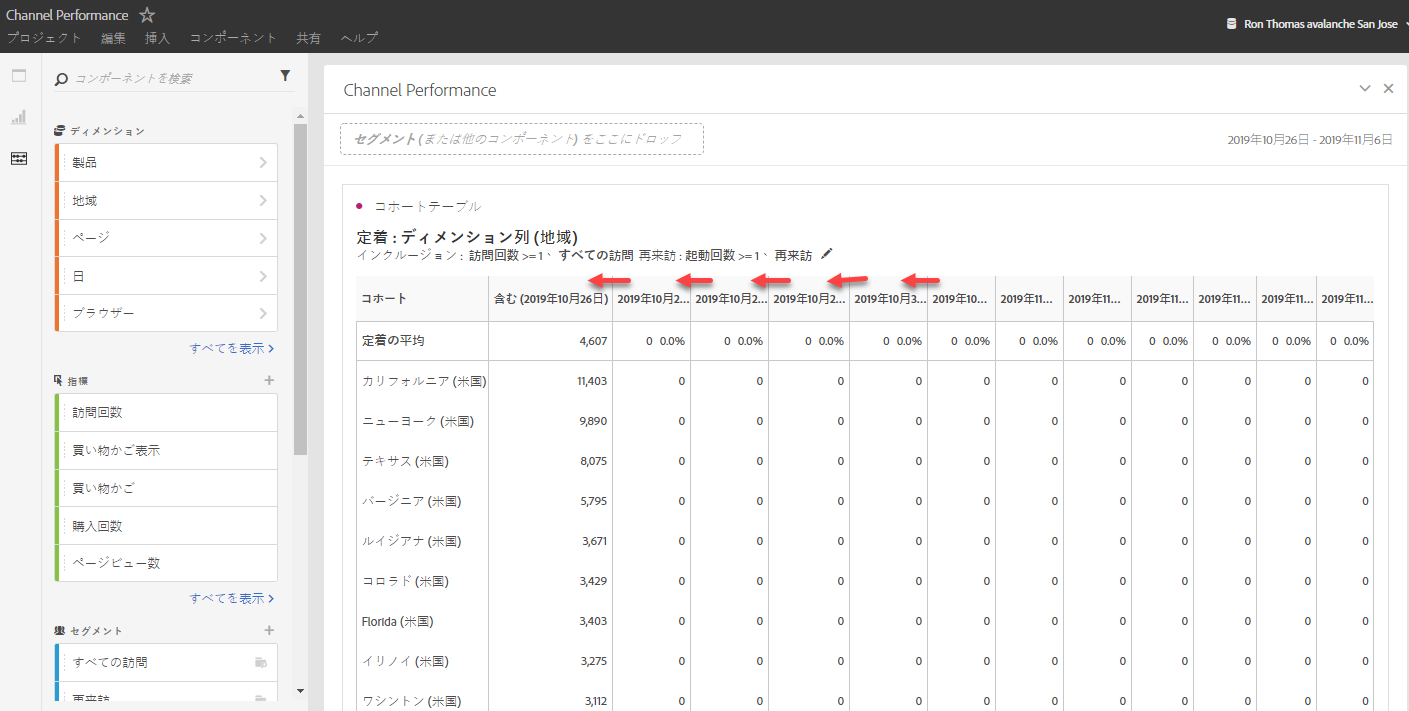 Channel Performance
プロジェクト 編集 挿入 コンポーネント 共有 ヘルプ
Ron Thomas avalanche San Jose
コンポーネントを検索
ディメンション
製品
地域
ページ
日
ブラウザー
すべてを表示
指標
訪問回数
買い物かご表示
買い物かご
購入回数
ページビュー数
すべてを表示
セグメント
すべての訪問
再来訪
Channel Performance
セグメント (または他のコンポーネント) をここにドロップ
2019年10月26日 - 2019年11月6日
コホートテーブル
定着 : ディメンション列 (地域)
インクルージョン : 訪問回数 >=1、 すべての訪問 再来訪 : 起動回数 >=1、 再来訪
コホート 含む (2019年10月26日) 2019年10月2... 2019年10月2... 2019年10月2... 2019年10月3... 2019年10... 2019年11... 2019年11... 2019年11... 2019年11... 2019年11... 2019年11...
定着の平均 4,607 0 0.0% 0 0.0% 0 0.0% 0 0.0% 0 0.0% 0 0.0% 0 0.0% 0 0.0% 0 0.0% 0 0.0% 0 0.0%
カリフォルニア (米国) 11,403 0 0 0 0 0 0 0 0 0 0 0
ニューヨーク (米国) 9,890 0 0 0 0 0 0 0 0 0 0 0
テキサス (米国) 8,075 0 0 0 0 0 0 0 0 0 0 0
バージニア (米国) 5,795 0 0 0 0 0 0 0 0 0 0 0
ルイジアナ (米国) 3,671 0 0 0 0 0 0 0 0 0 0 0
コロラド (米国) 3,429 0 0 0 0 0 0 0 0 0 0 0
Florida (米国) 3,403 0 0 0 0 0 0 0 0 0 0 0
イリノイ (米国) 3,275 0 0 0 0 0 0 0 0 0 0 0
ワシントン (米国) 3,112 0 0 0 0 0 0 0 0 0 0 0